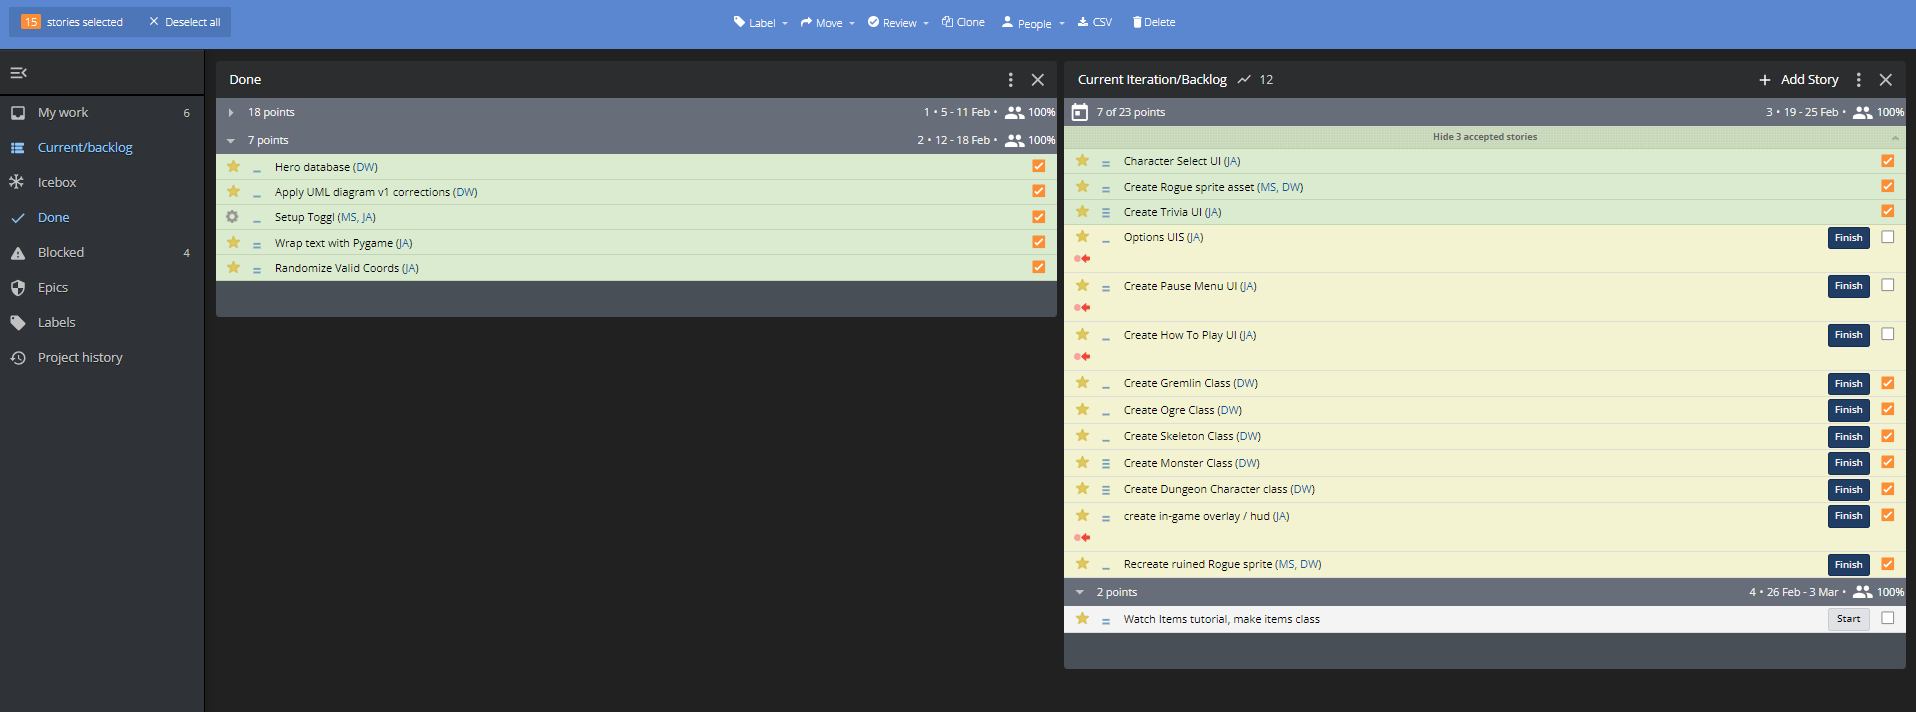 15 stories selected Deselect all
Label Move Review Clone People CSV Delete
My work 6
Current/backlog
Icebox
Done
Blocked 4
Epics
Labels
Project history
Done
18 points 1 • 5 - 11 Feb • 100%
7 points 2 • 12 - 18 Feb • 100%
Hero database (DW)
Apply UML diagram v1 corrections (DW)
Setup Toggl (MS, JA)
Wrap text with Pygame (JA)
Randomize Valid Coords (JA)
Current Iteration/Backlog 12 Add Story
7 of 23 points 3 • 19 - 25 Feb • 100%
Hide 3 accepted stories
Character Select UI (JA)
Create Rogue sprite asset (MS, DW)
Create Trivia UI (JA)
Options UIS (JA) Finish
Create Pause Menu UI (JA) Finish
Create How To Play UI (JA) Finish
Create Gremlin Class (DW) Finish
Create Ogre Class (DW) Finish
Create Skeleton Class (DW) Finish
Create Monster Class (DW) Finish
Create Dungeon Character class (DW) Finish
create in-game overlay / hud (JA) Finish
Recreate ruined Rogue sprite (MS, DW) Finish
2 points 4 • 26 Feb - 3 Mar • 100%
Watch Items tutorial, make items class Start